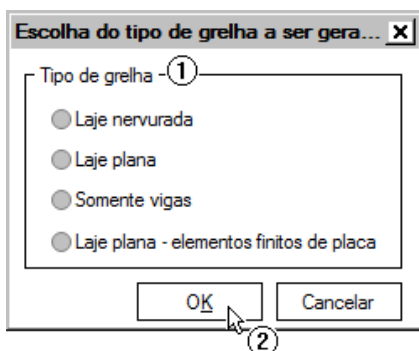 Escolha do tipo de grelha a ser gera... X
Tipo de grelha 1
Laje nervurada
Laje plana
Somente vigas
Laje plana - elementos finitos de placa
OK Cancelar
2